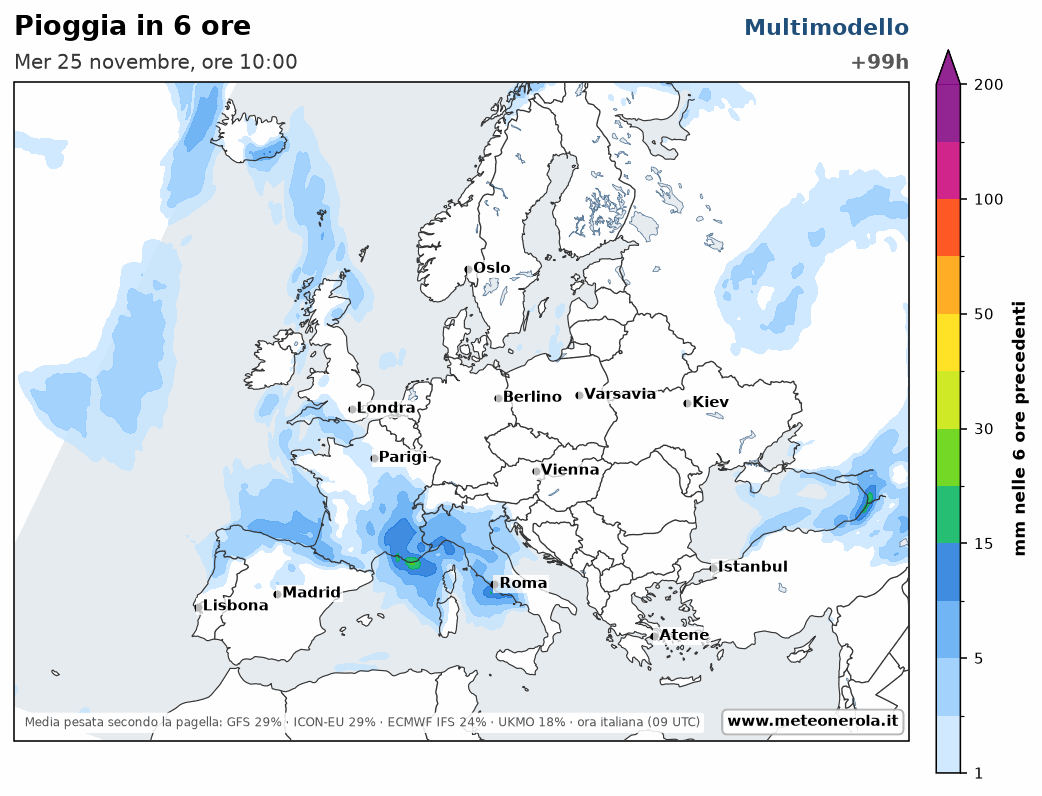 Pioggia in 6 ore
Multimodello
Mer 25 novembre, ore 10:00
+99h
200
100
50
30
15
5
1
mm nelle 6 ore precedenti
Oslo
Berlino
Varsavia
Kiev
Londra
Parigi
Vienna
Istanbul
Roma
Madrid
Lisbona
Atene
Media pesata secondo la pagella: GFS 29% · ICON-EU 29% · ECMWF IFS 24% · UKMO 18% · ora italiana (09 UTC)
www.meteonerola.it